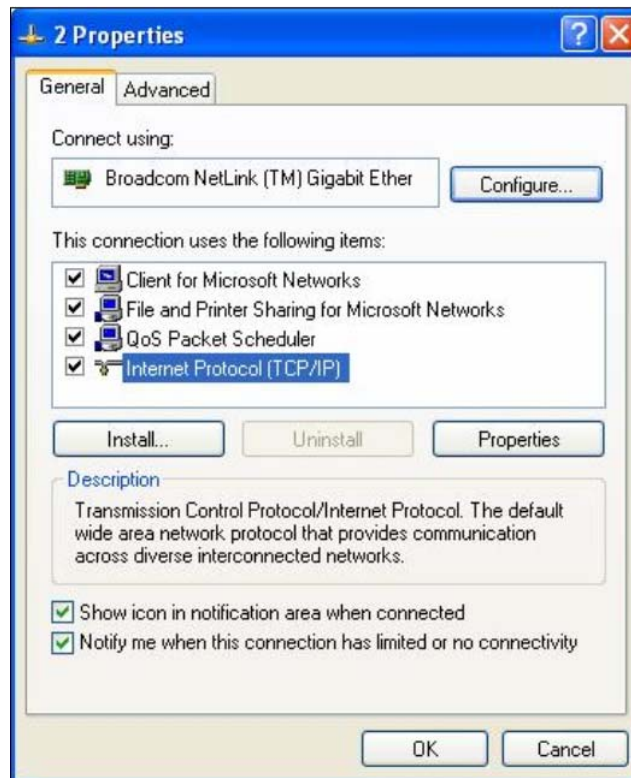 2 Properties
General
Advanced
Connect using:
Broadcom NetLink (TM) Gigabit Ether
Configure...
This connection uses the following items:
Client for Microsoft Networks
File and Printer Sharing for Microsoft Networks
QoS Packet Scheduler
Internet Protocol (TCP/IP)
Install...
Uninstall
Properties
Description
Transmission Control Protocol/Internet Protocol. The default
wide area network protocol that provides communication
across diverse interconnected networks.
Show icon in notification area when connected
Notify me when this connection has limited or no connectivity
OK
Cancel